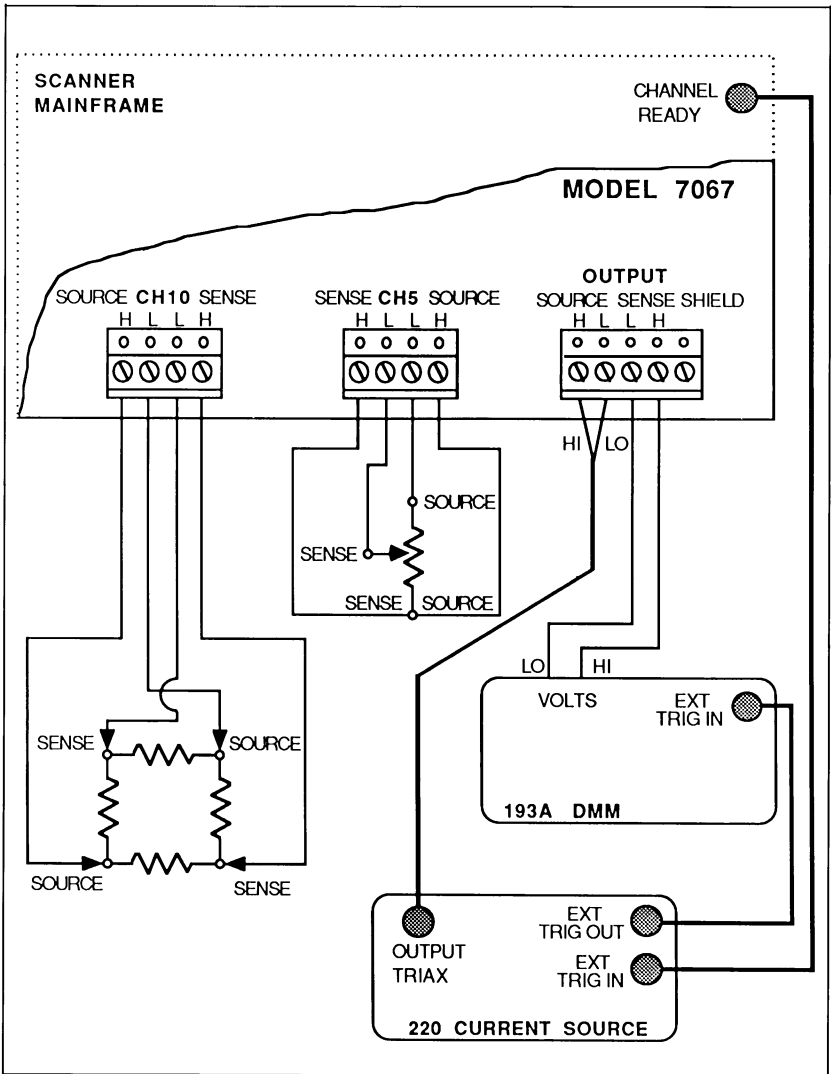 SCANNER
MAINFRAME
CHANNEL
READY
MODEL 7067
SOURCE CH10 SENSE
H L L H
SENSE CH5 SOURCE
H L L H
OUTPUT
SOURCE SENSE SHIELD
H L L H
HI LO
SOURCE
SENSE
SENSE SOURCE
LO HI
VOLTS
EXT
TRIG IN
193A DMM
SENSE
SOURCE
SOURCE
SENSE
OUTPUT
TRIAX
EXT
TRIG OUT
EXT
TRIG IN
220 CURRENT SOURCE